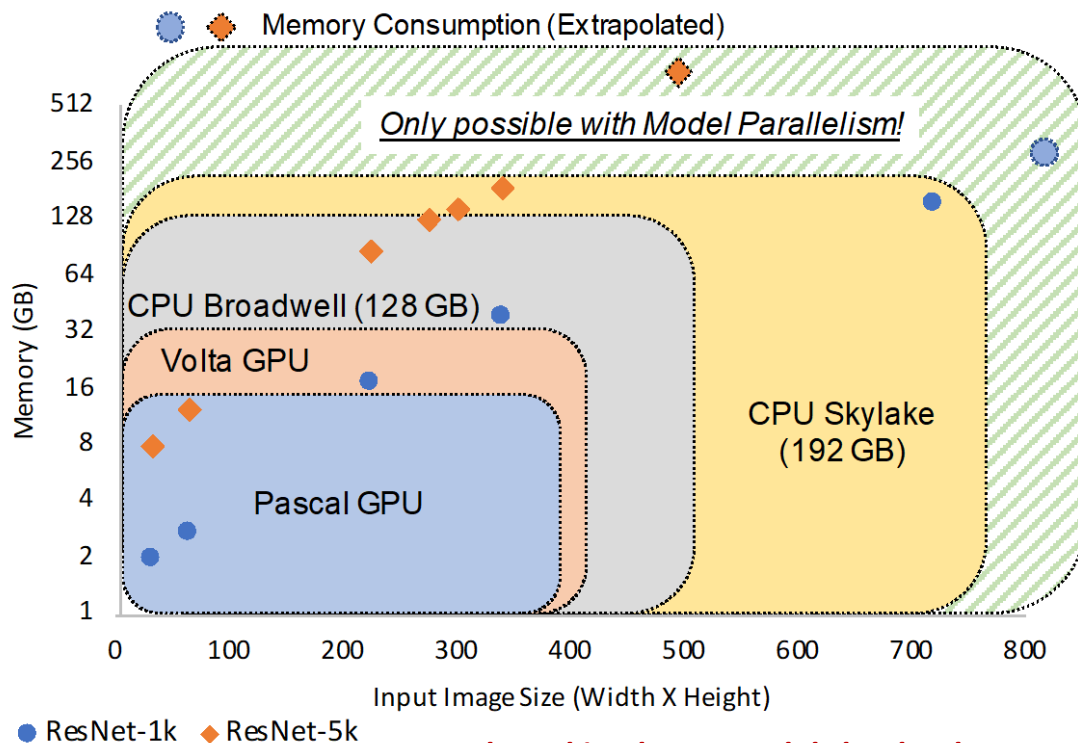 Memory Consumption (Extrapolated)
512
256
128
64
32
16
8
4
2
1
Memory (GB)
Only possible with Model Parallelism!
CPU Broadwell (128 GB)
Volta GPU
Pascal GPU
CPU Skylake
(192 GB)
0 100 200 300 400 500 600 700 800
Input Image Size (Width X Height)
ResNet-1k ResNet-5k